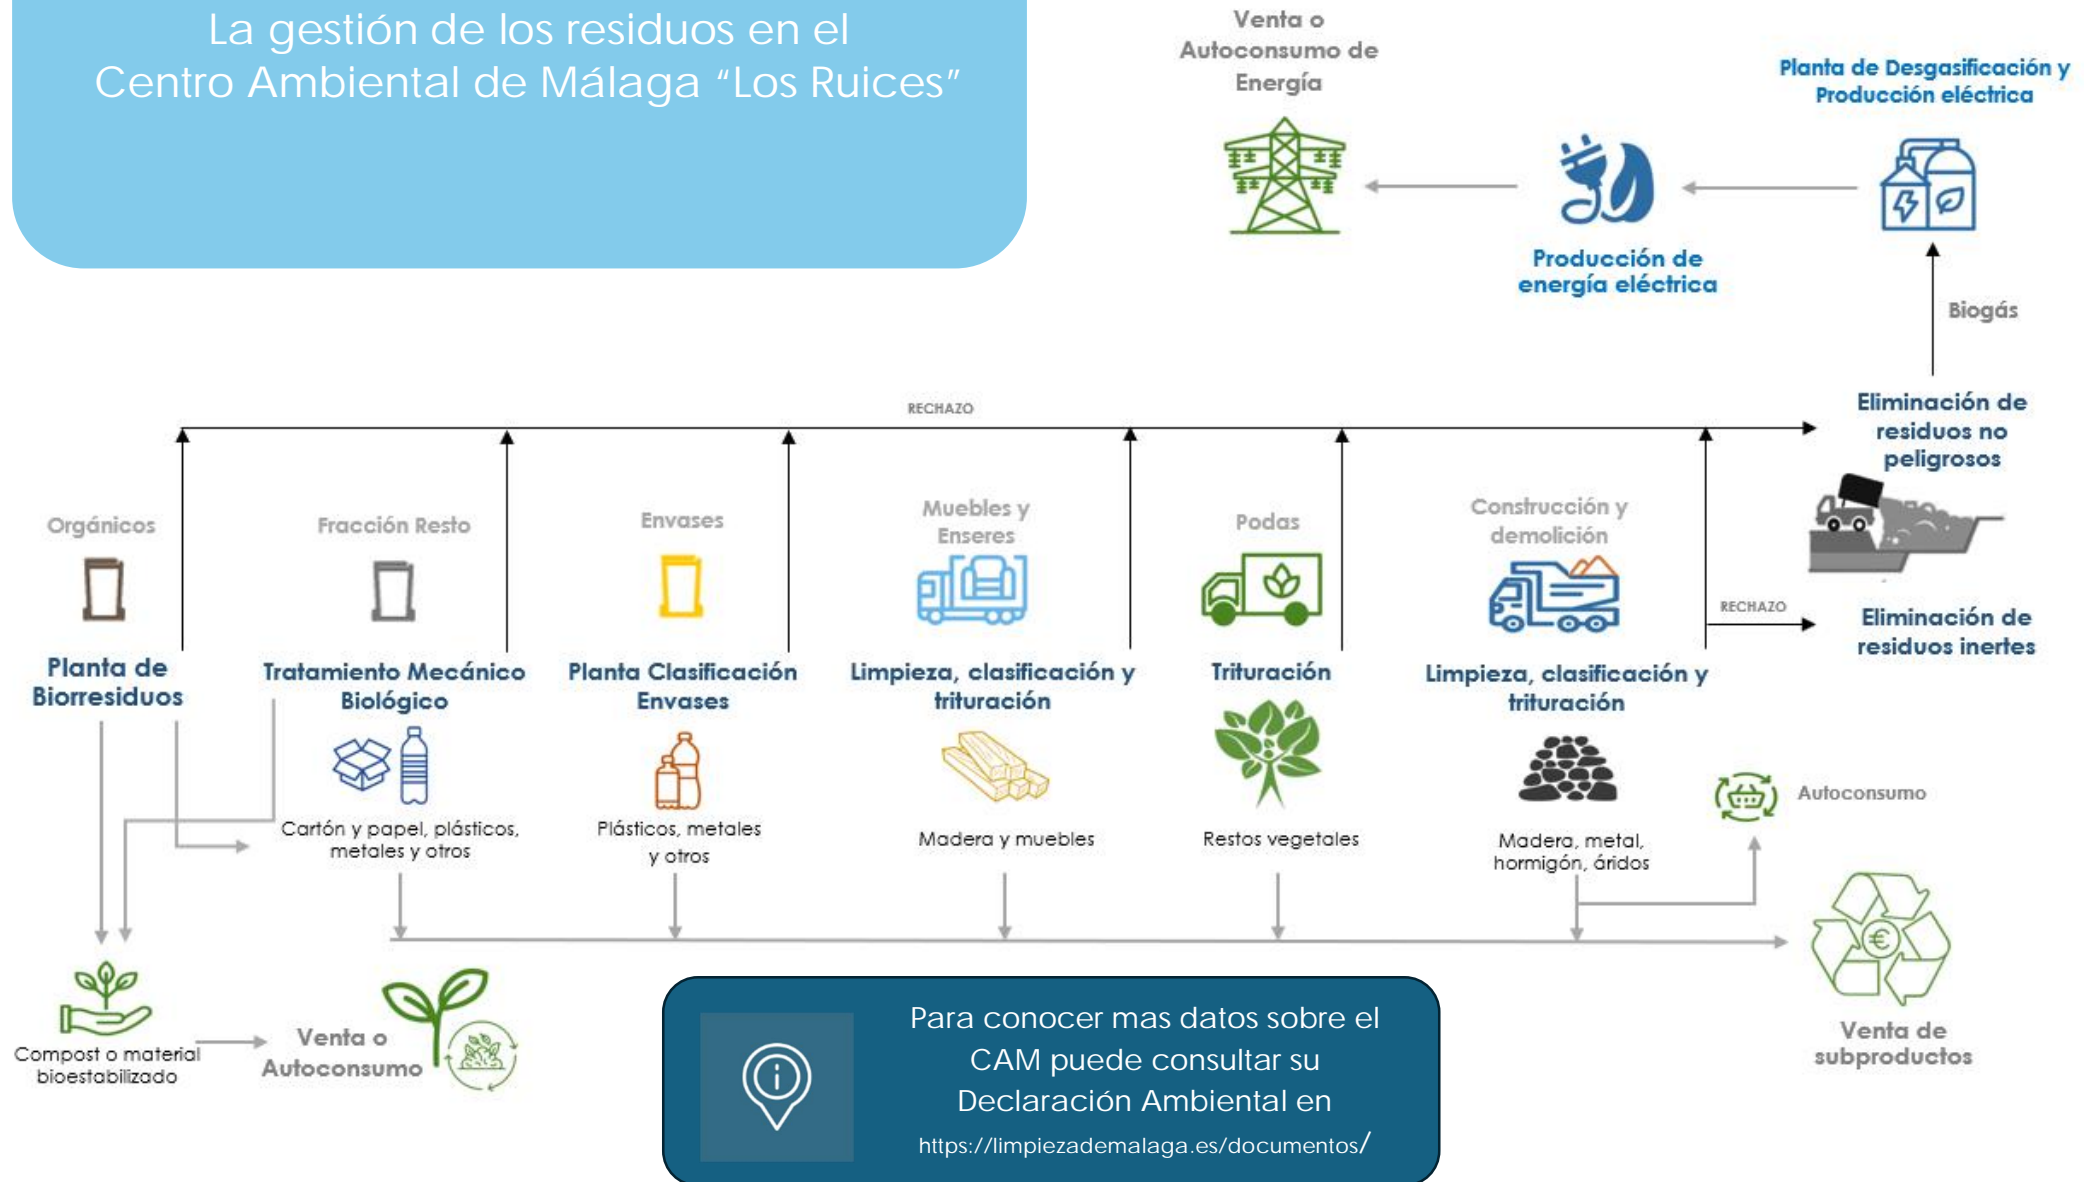 La gestión de los residuos en el
Centro Ambiental de Málaga “Los Ruices”
Venta o
Autoconsumo de
Energía
Producción de
energía eléctrica
Planta de Desgasificación y
Producción eléctrica
Biogás
RECHAZO
Eliminación de
residuos no
peligrosos
Orgánicos
Fracción Resto
Envases
Muebles y
Enseres
Podas
Construcción y
demolición
RECHAZO
Eliminación de
residuos inertes
Planta de
Biorresiduos
Tratamiento Mecánico
Biológico
Planta Clasificación
Envases
Limpieza, clasificación y
trituración
Trituración
Limpieza, clasificación y
trituración
Cartón y papel, plásticos,
metales y otros
Plásticos, metales
y otros
Madera y muebles
Restos vegetales
Madera, metal,
hormigón, áridos
Autoconsumo
€
Venta de
subproductos
Compost o material
bioestabilizado
Venta o
Autoconsumo
Para conocer mas datos sobre el
CAM puede consultar su
Declaración Ambiental en
https://limpiezademalaga.es/documentos/